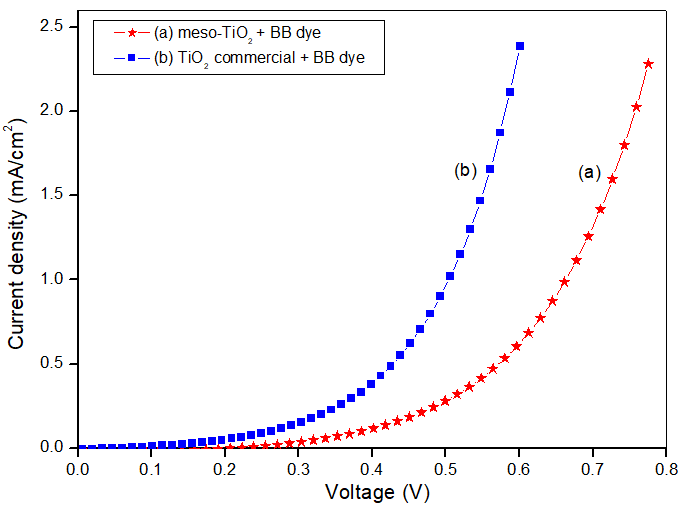 2.5
2.0
1.5
1.0
0.5
0.0
Current density (mA/cm²)
(a) meso-TiO₂ + BB dye
(b) TiO₂ commercial + BB dye
(b)
(a)
0.0 0.1 0.2 0.3 0.4 0.5 0.6 0.7 0.8
Voltage (V)